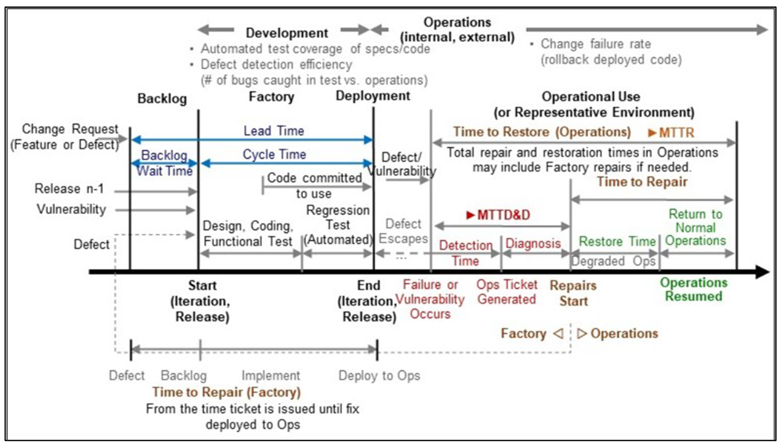 Development
• Automated test coverage of specs/code
• Defect detection efficiency
(# of bugs caught in test vs. operations)
Operations
(internal, external)
• Change failure rate
(rollback deployed code)
Backlog
Factory
Deployment
Operational Use
(or Representative Environment)
Change Request
(Feature or Defect)
Lead Time
Time to Restore (Operations)
►MTTR
Backlog
Wait Time
Cycle Time
Defect/
Vulnerability
Total repair and restoration times in Operations
may include Factory repairs if needed.
Release n-1
Code committed
to use
Time to Repair
Vulnerability
Defect
Design, Coding,
Functional Test
Regression
Test
(Automated)
Defect
Escapes
...
►MTTD&D
Detection
Time
Diagnosis
Restore Time
Degraded Ops
Return to
Normal
Operations
Start
(Iteration,
Release)
End
(Iteration,
Release)
Failure or
Vulnerability
Occurs
Ops Ticket
Generated
Repairs
Start
Operations
Resumed
Factory ◁ ▷ Operations
Defect
Backlog
Implement
Deploy to Ops
Time to Repair (Factory)
From the time ticket is issued until fix
deployed to Ops